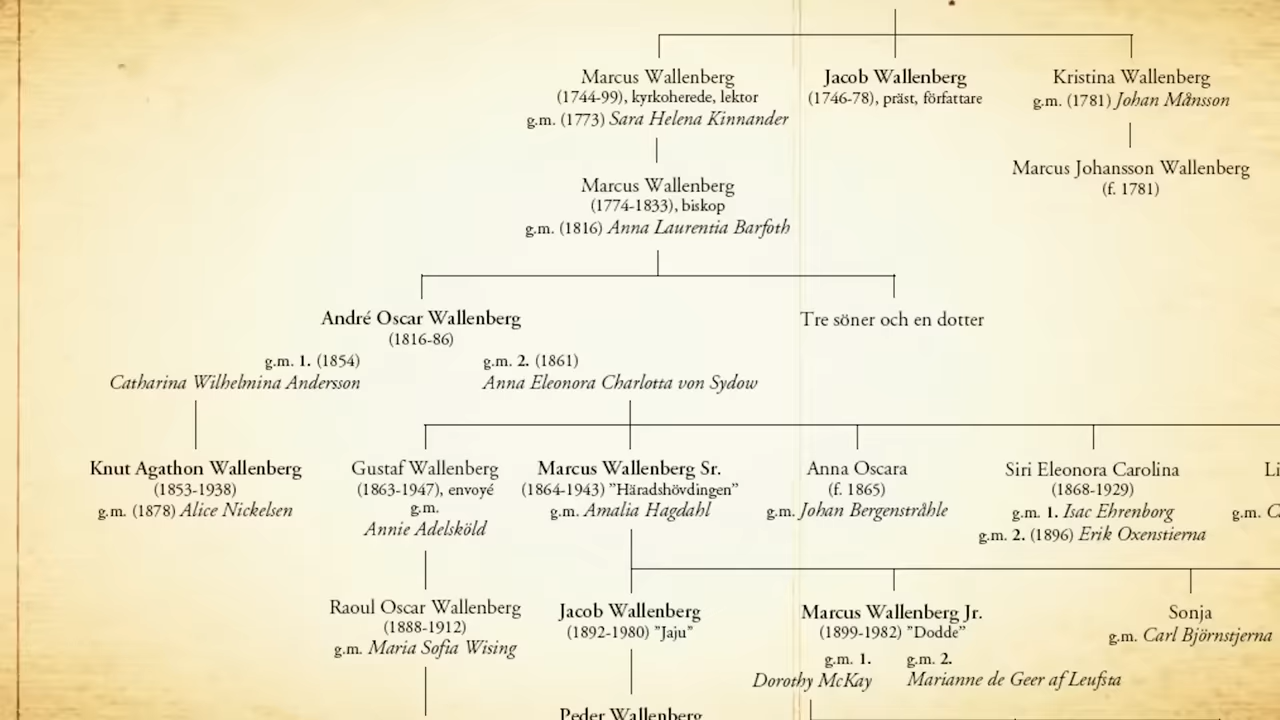 Marcus Wallenberg
(1744-99), kyrkoherede, lektor
g.m. (1773) Sara Helena Kinnander
Jacob Wallenberg
(1746-78), präst, författare
Kristina Wallenberg
g.m. (1781) Johan Månsson
Marcus Johansson Wallenberg
(f. 1781)
Marcus Wallenberg
(1774-1833), biskop
g.m. (1816) Anna Laurentia Barfoth
André Oscar Wallenberg
(1816-86)
g.m. 1. (1854)
Catharina Wilhelmina Andersson
g.m. 2. (1861)
Anna Eleonora Charlotta von Sydow
Tre söner och en dotter
Knut Agathon Wallenberg
(1853-1938)
g.m. (1878) Alice Nickelsen
Gustaf Wallenberg
(1863-1947), envoyé
g.m.
Annie Adelsköld
Marcus Wallenberg Sr.
(1864-1943) ”Häradshövdingen”
g.m. Amalia Hagdahl
Anna Oscara
(f. 1865)
g.m. Johan Bergenstråhle
Siri Eleonora Carolina
(1868-1929)
g.m. 1. Isac Ehrenborg
g.m. 2. (1896) Erik Oxenstierna
Li
g.m. C
Raoul Oscar Wallenberg
(1888-1912)
g.m. Maria Sofia Wising
Jacob Wallenberg
(1892-1980) ”Jaju”
Marcus Wallenberg Jr.
(1899-1982) ”Dodde”
g.m. 1.
Dorothy McKay
g.m. 2.
Marianne de Geer af Leufsta
Sonja
g.m. Carl Björnstjerna
Peder Wallenberg